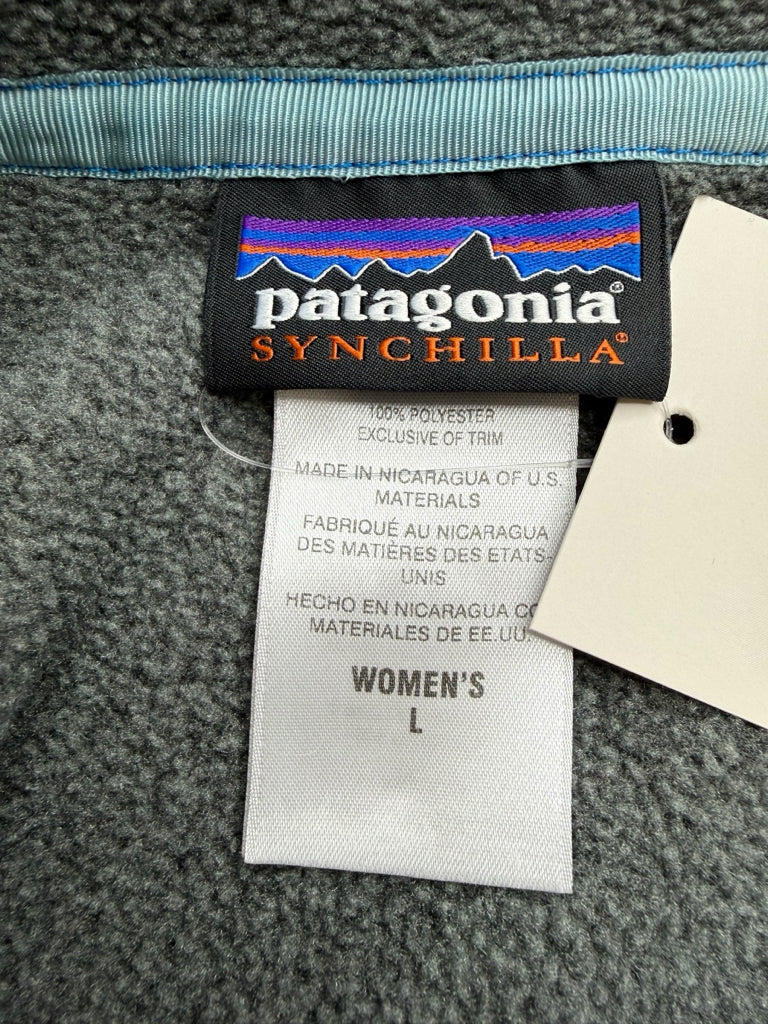 patagonia®
SYNCHILLA®
100% POLYESTER
EXCLUSIVE OF TRIM
MADE IN NICARAGUA OF U.S.
MATERIALS
FABRIQUÉ AU NICARAGUA
DES MATIÈRES DES ETATS-
UNIS
HECHO EN NICARAGUA
MATERIALES DE EE.UU.
WOMEN'S
L